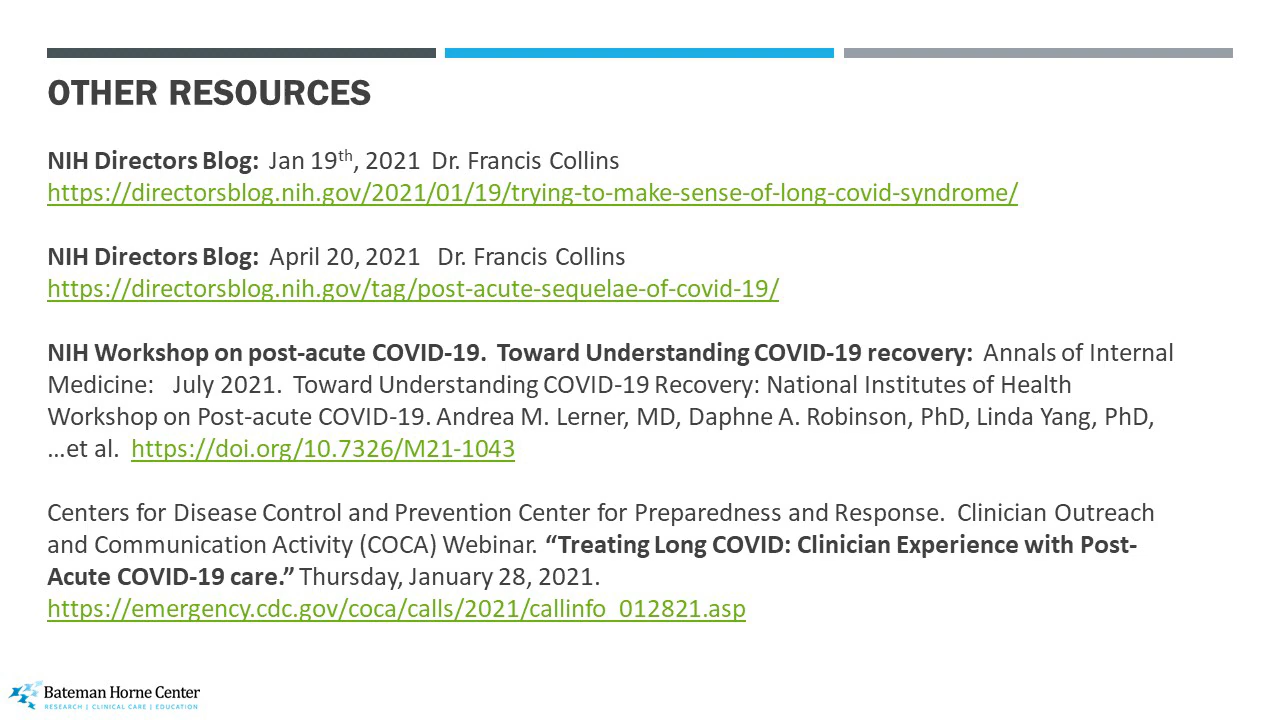 OTHER RESOURCES
NIH Directors Blog: Jan 19th, 2021 Dr. Francis Collins
https://directorsblog.nih.gov/2021/01/19/trying-to-make-sense-of-long-covid-syndrome/
NIH Directors Blog: April 20, 2021 Dr. Francis Collins
https://directorsblog.nih.gov/tag/post-acute-sequelae-of-covid-19/
NIH Workshop on post-acute COVID-19. Toward Understanding COVID-19 recovery: Annals of Internal
Medicine: July 2021. Toward Understanding COVID-19 Recovery: National Institutes of Health
Workshop on Post-acute COVID-19. Andrea M. Lerner, MD, Daphne A. Robinson, PhD, Linda Yang, PhD,
…et al. https://doi.org/10.7326/M21-1043
Centers for Disease Control and Prevention Center for Preparedness and Response. Clinician Outreach
and Communication Activity (COCA) Webinar. “Treating Long COVID: Clinician Experience with Post-
Acute COVID-19 care.” Thursday, January 28, 2021.
https://emergency.cdc.gov/coca/calls/2021/callinfo_012821.asp
Bateman Horne Center
RESEARCH | CLINICAL CARE | EDUCATION